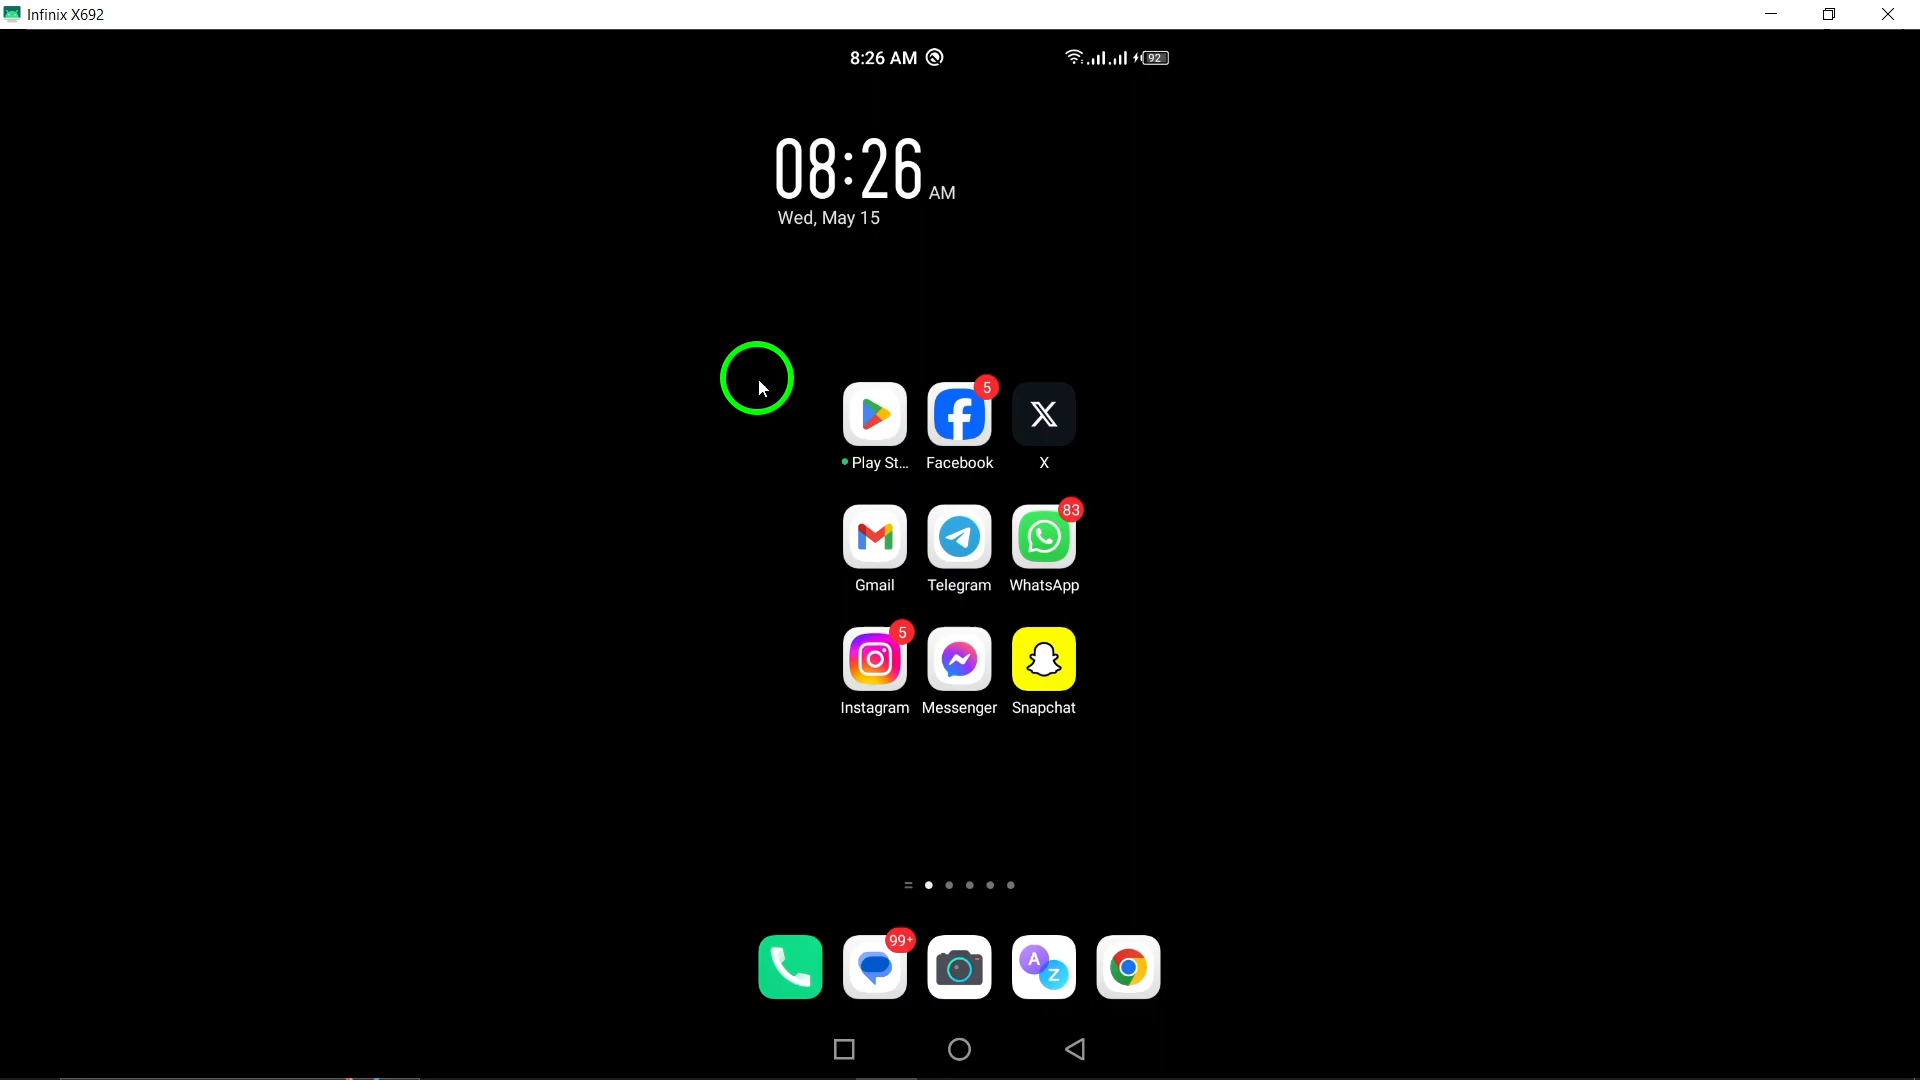 Infinix X692
8:26 AM
92
08:26 AM
Wed, May 15
5
Play St... Facebook X
83
Gmail Telegram WhatsApp
5
Instagram Messenger Snapchat
99+
A
Z